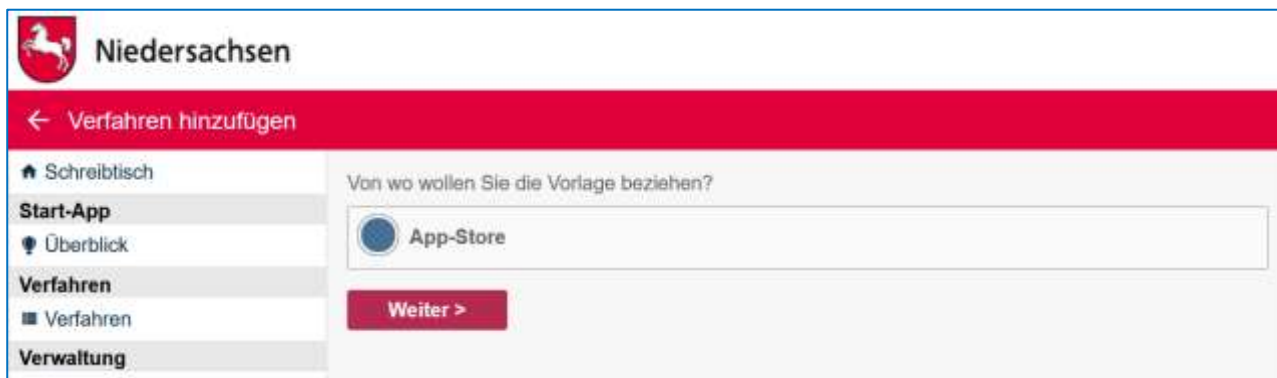 Niedersachsen
← Verfahren hinzufügen
Schreibtisch
Start-App
Überblick
Verfahren
Verfahren
Verwaltung
Von wo wollen Sie die Vorlage beziehen?
App-Store
Weiter >